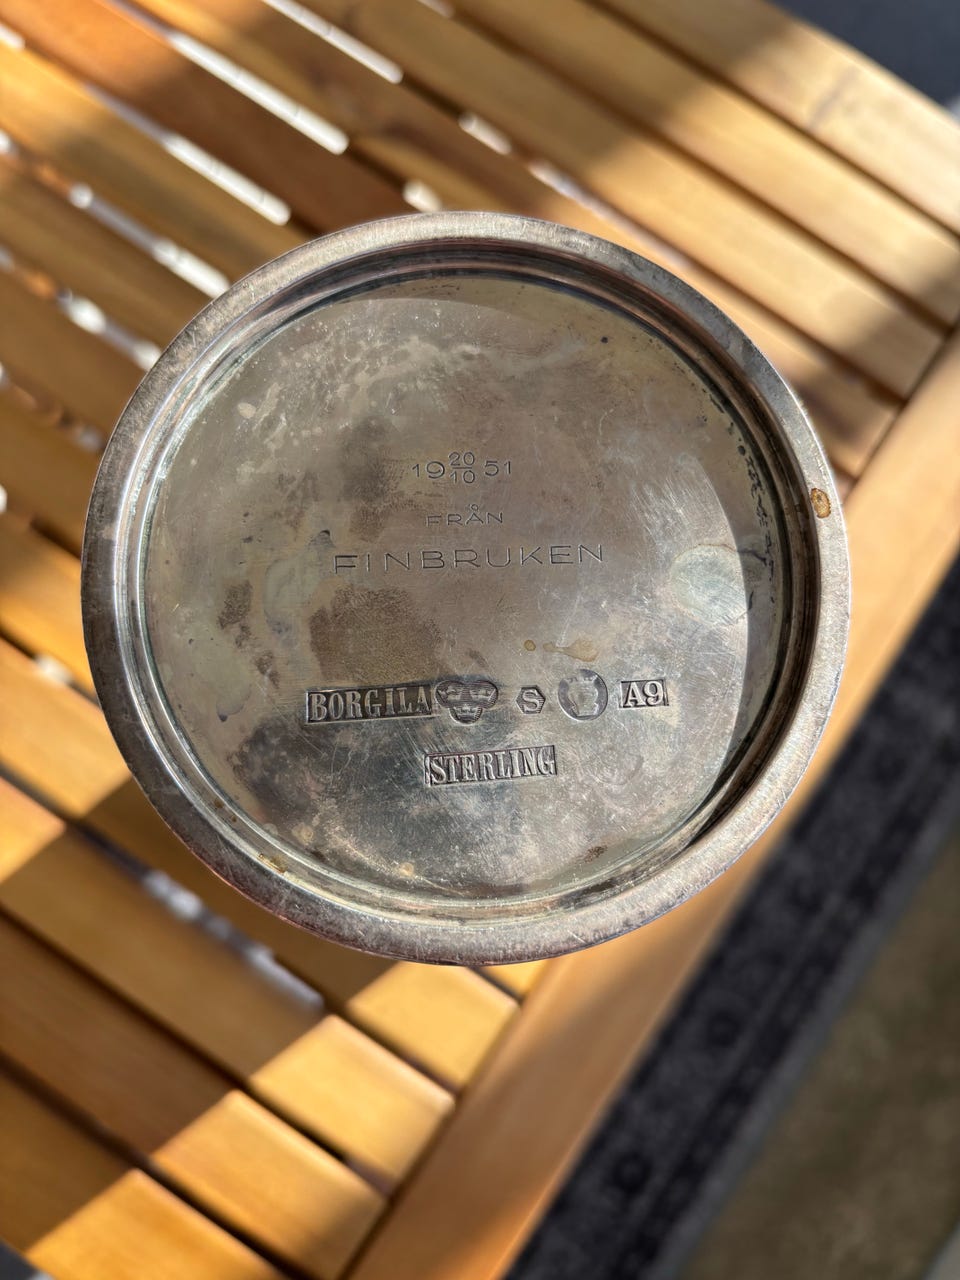 19 20/10 51
FRÅN
FINBRUKEN
BORGILA S A9
STERLING